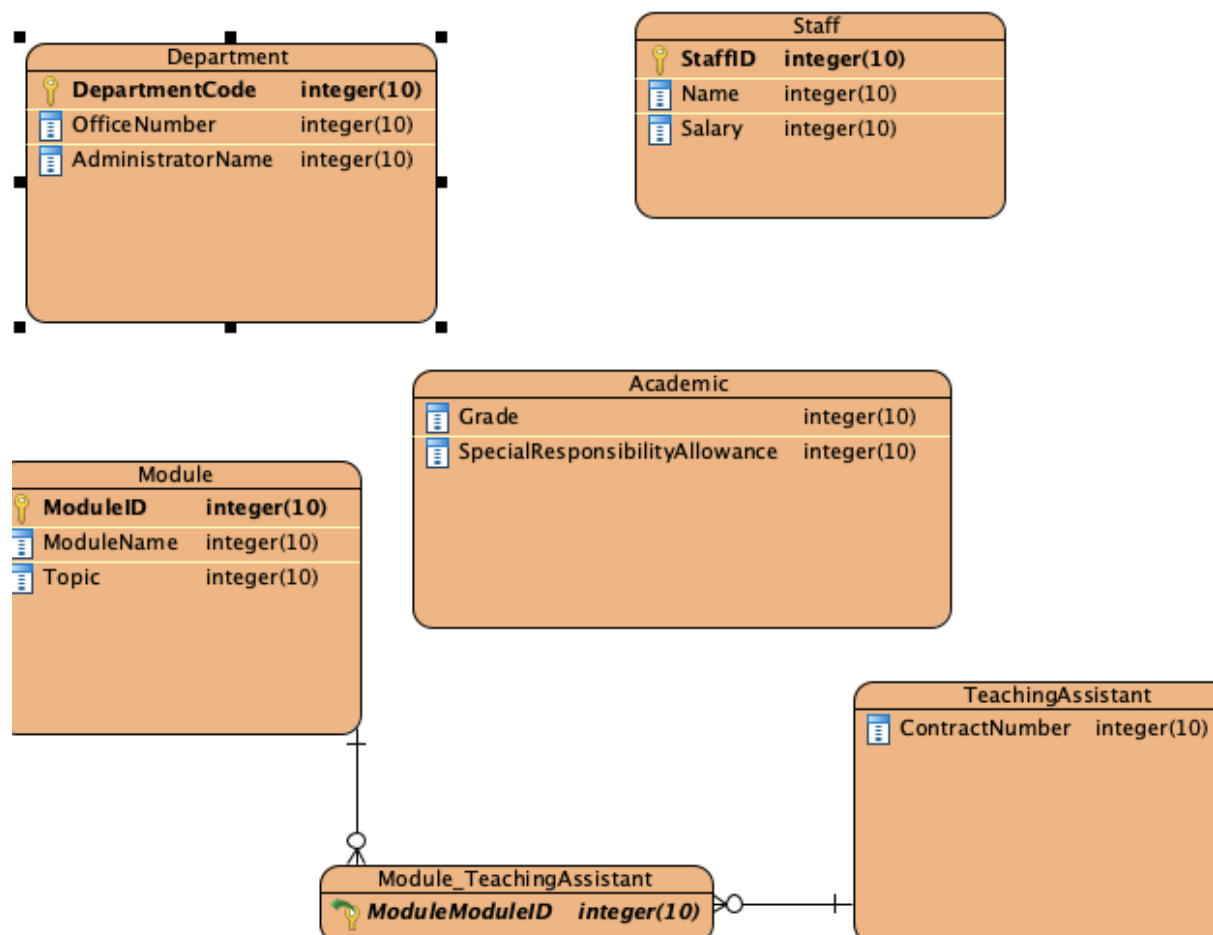 Department
DepartmentCode integer(10)
OfficeNumber integer(10)
AdministratorName integer(10)
Staff
StaffID integer(10)
Name integer(10)
Salary integer(10)
Academic
Grade integer(10)
SpecialResponsibilityAllowance integer(10)
Module
ModuleID integer(10)
ModuleName integer(10)
Topic integer(10)
TeachingAssistant
ContractNumber integer(10)
Module_TeachingAssistant
ModuleModuleID integer(10)